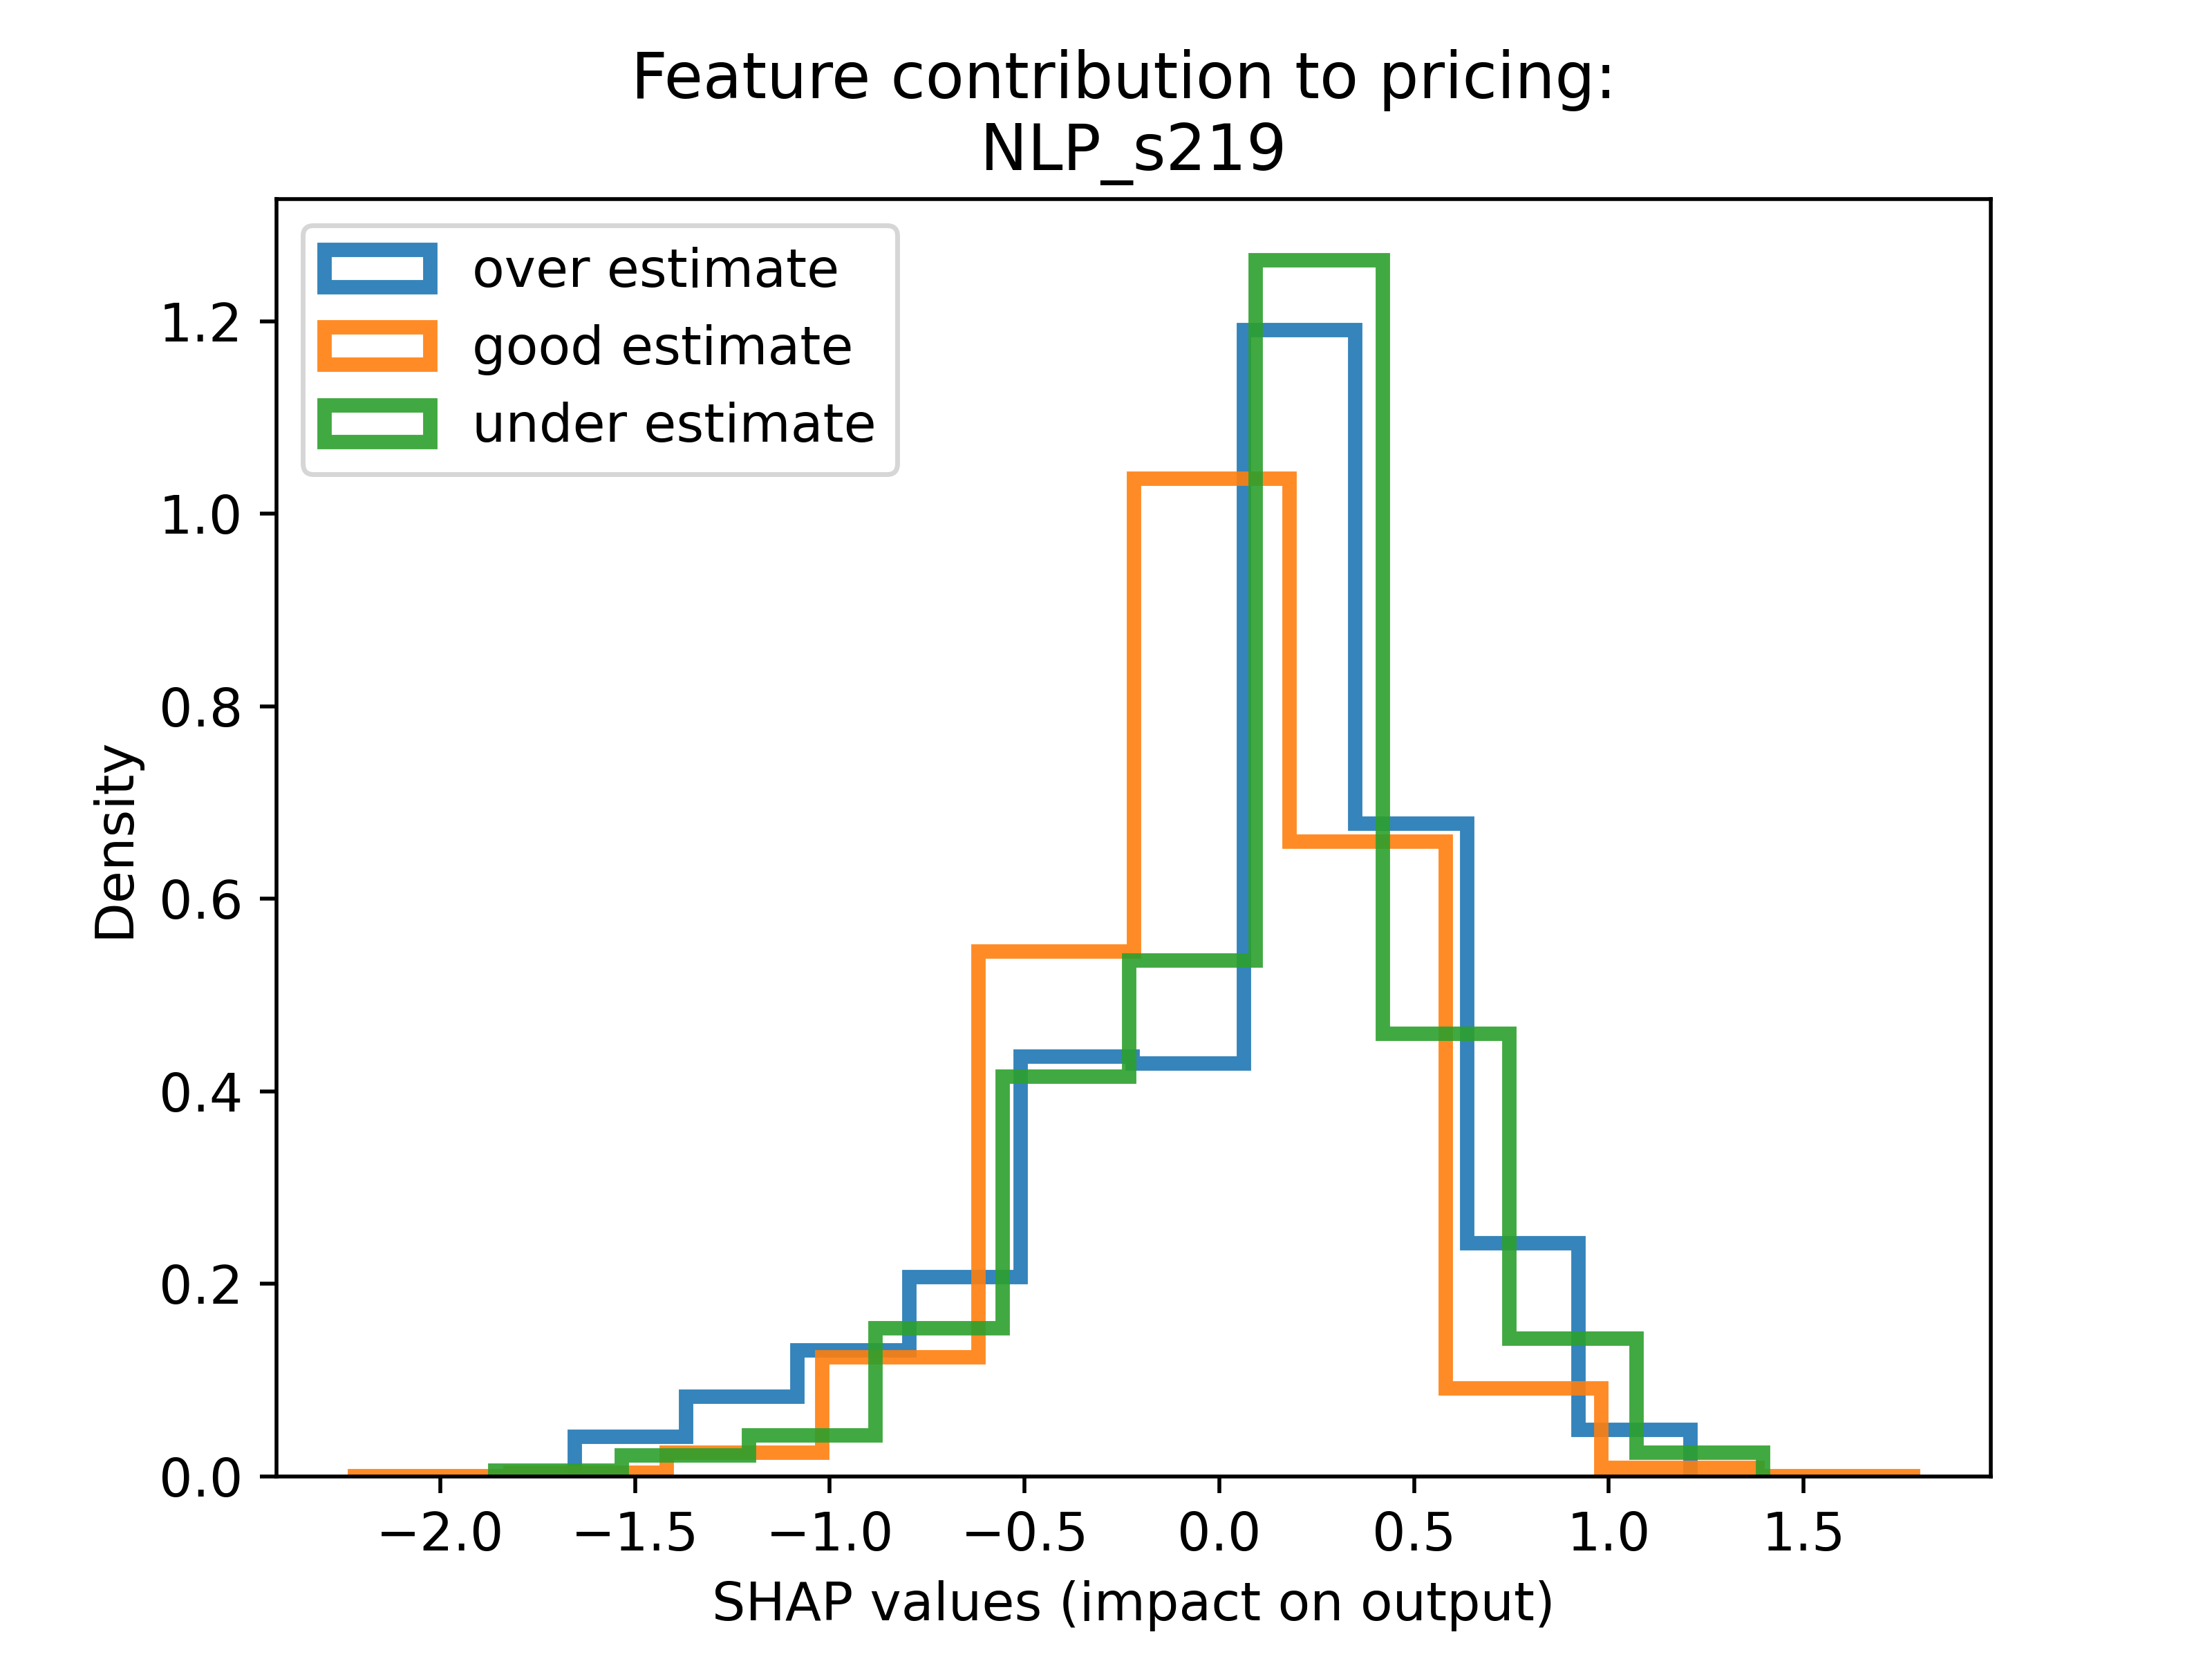 Feature contribution to pricing:
NLP_s219
over estimate
good estimate
under estimate
1.2
1.0
0.8
0.6
0.4
0.2
0.0
Density
−2.0 −1.5 −1.0 −0.5 0.0 0.5 1.0 1.5
SHAP values (impact on output)